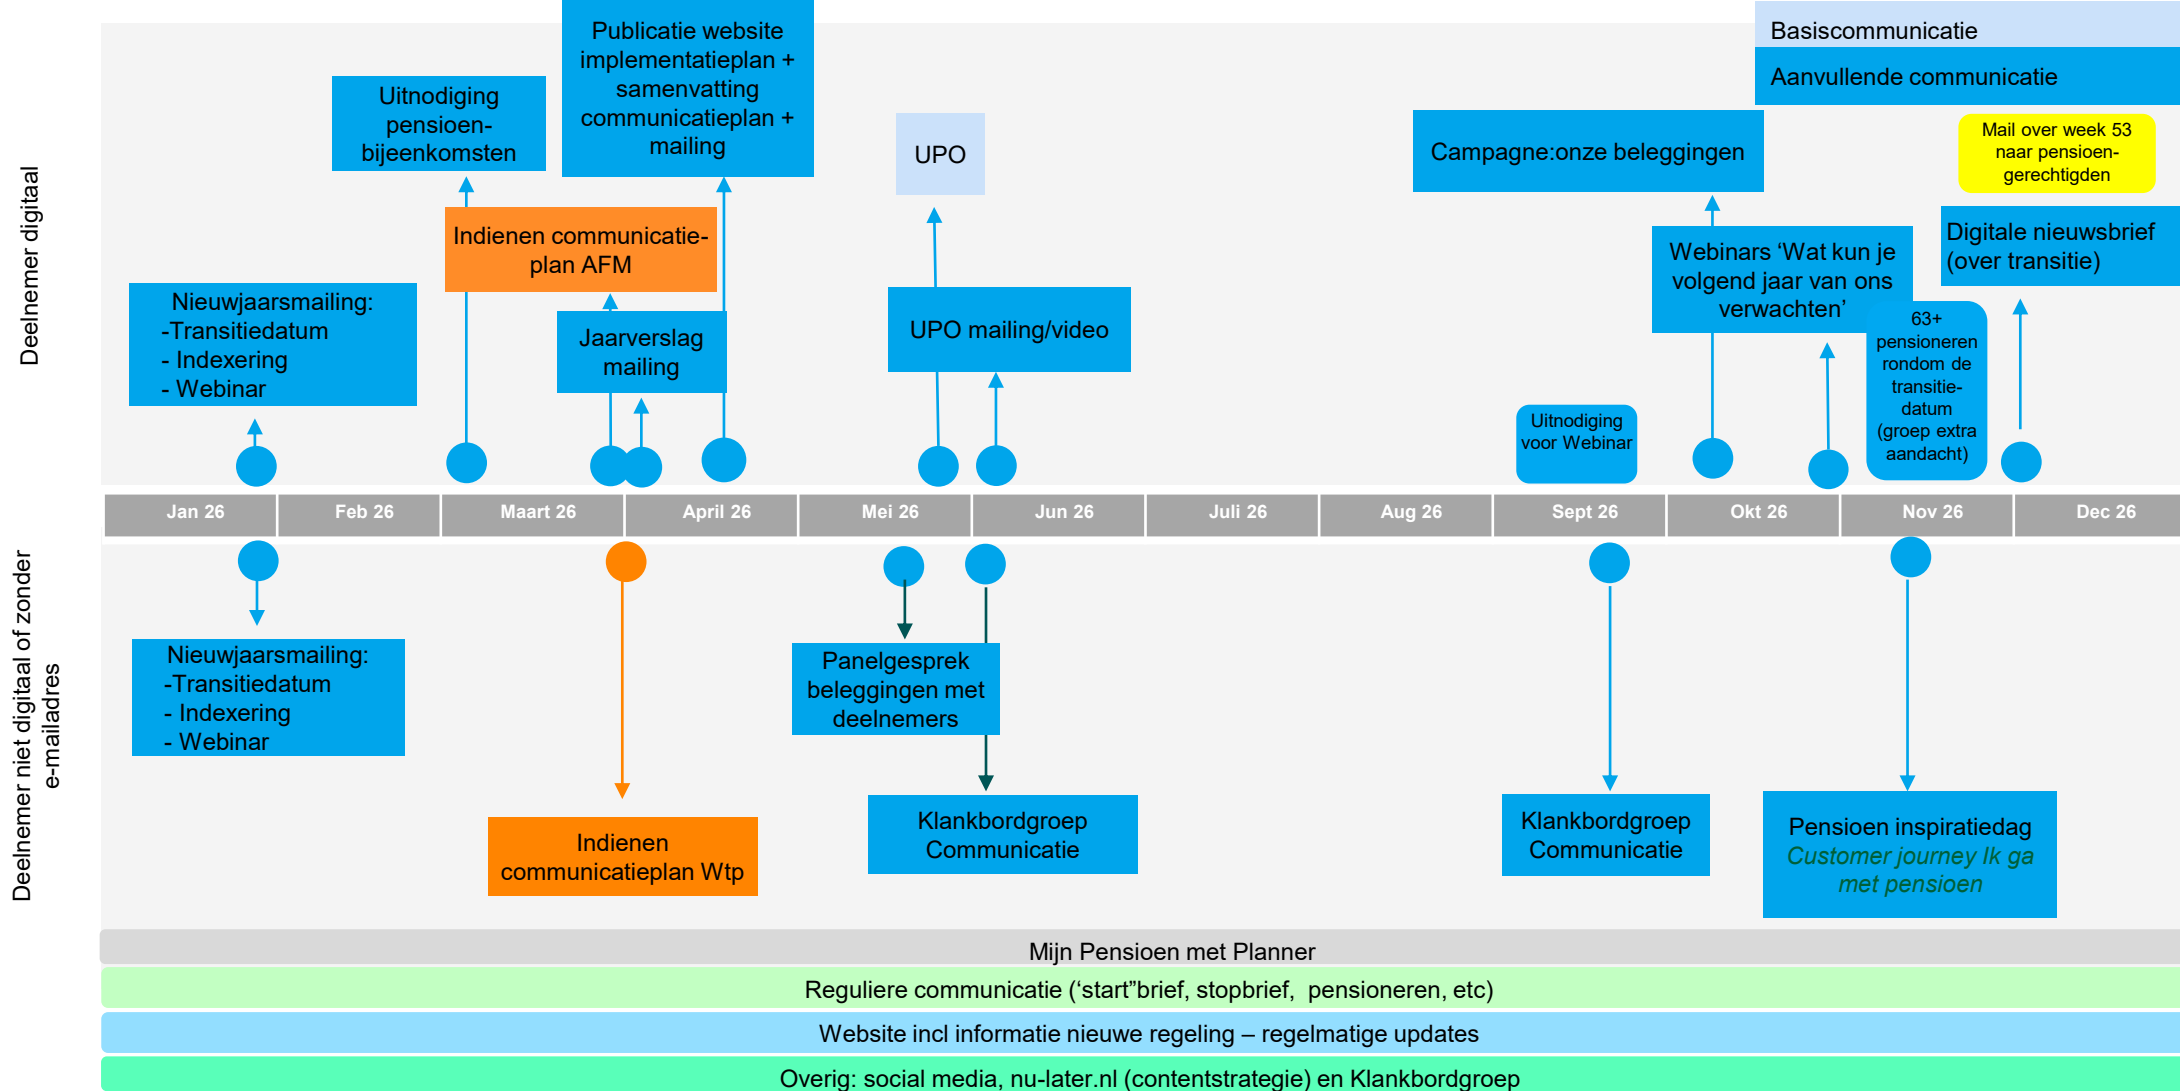 Basiscommunicatie
Aanvullende communicatie
Deelnemer digitaal
Nieuwjaarsmailing:
-Transitiedatum
- Indexering
- Webinar
Uitnodiging
pensioen-
bijeenkomsten
Indienen communicatie-
plan AFM
Publicatie website
implementatieplan +
samenvatting
communicatieplan +
mailing
Jaarverslag
mailing
UPO
UPO mailing/video
Campagne:onze beleggingen
Uitnodiging
voor Webinar
Webinars ‘Wat kun je
volgend jaar van ons
verwachten’
63+
pensioneren
rondom de
transitie-
datum
(groep extra
aandacht)
Mail over week 53
naar pensioen-
gerechtigden
Digitale nieuwsbrief
(over transitie)
Jan 26
Feb 26
Maart 26
April 26
Mei 26
Jun 26
Juli 26
Aug 26
Sept 26
Okt 26
Nov 26
Dec 26
Deelnemer niet digitaal of zonder
e-mailadres
Nieuwjaarsmailing:
-Transitiedatum
- Indexering
- Webinar
Indienen
communicatieplan Wtp
Panelgesprek
beleggingen met
deelnemers
Klankbordgroep
Communicatie
Klankbordgroep
Communicatie
Pensioen inspiratiedag
Customer journey Ik ga
met pensioen
Mijn Pensioen met Planner
Reguliere communicatie (‘start”brief, stopbrief,  pensioneren, etc)
Website incl informatie nieuwe regeling – regelmatige updates
Overig: social media, nu-later.nl (contentstrategie) en Klankbordgroep